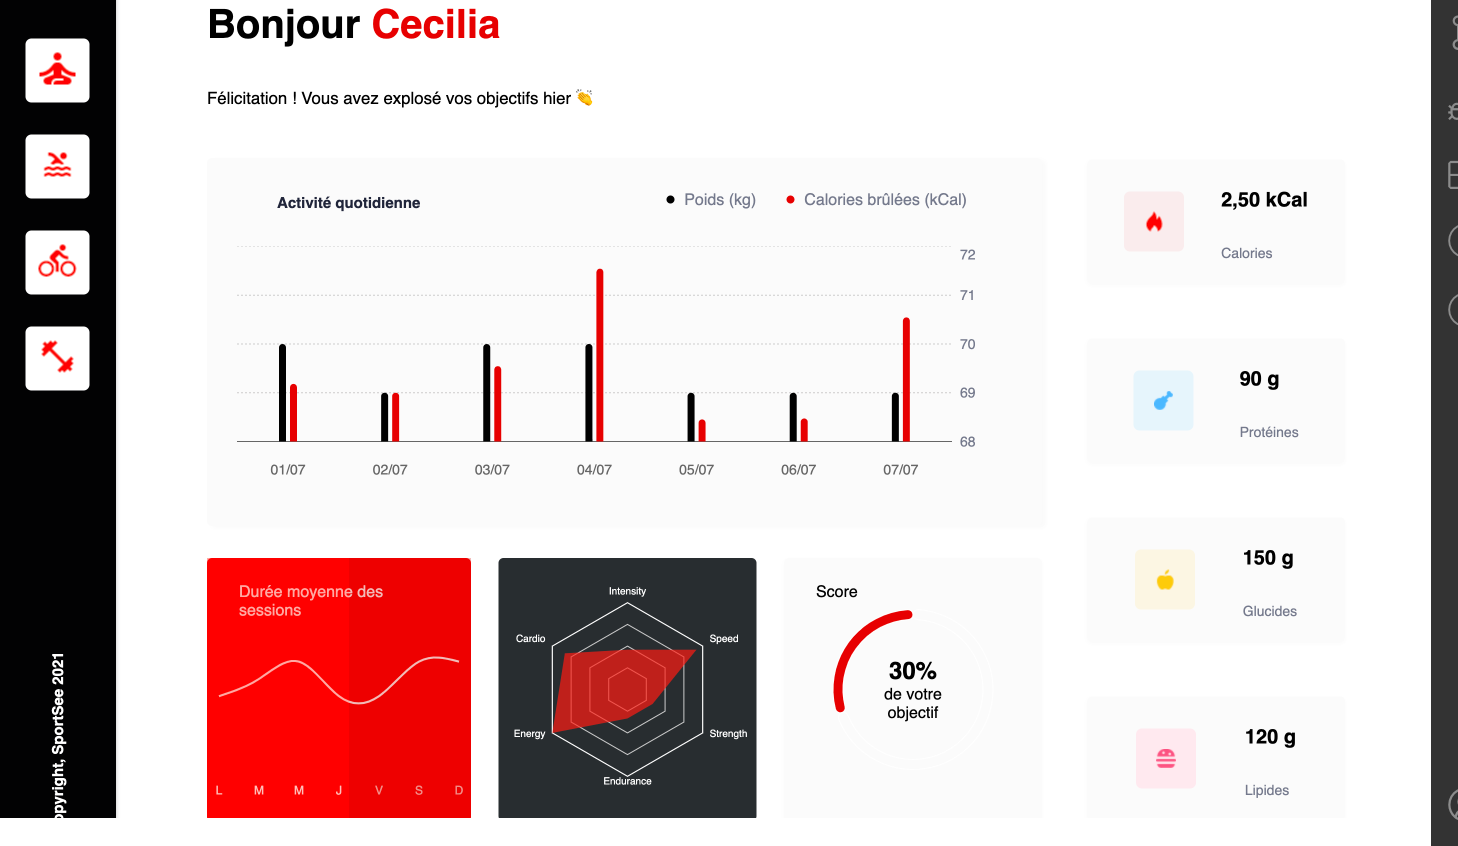 Bonjour Cecilia
Félicitation ! Vous avez explosé vos objectifs hier 👏
Activité quotidienne
Poids (kg)
Calories brûlées (kCal)
72
71
70
69
68
01/07
02/07
03/07
04/07
05/07
06/07
07/07
2,50 kCal
Calories
90 g
Protéines
150 g
Glucides
120 g
Lipides
Durée moyenne des
sessions
L M M J V S D
Intensity
Speed
Strength
Endurance
Energy
Cardio
Score
30%
de votre
objectif
opyright, SportSee 2021